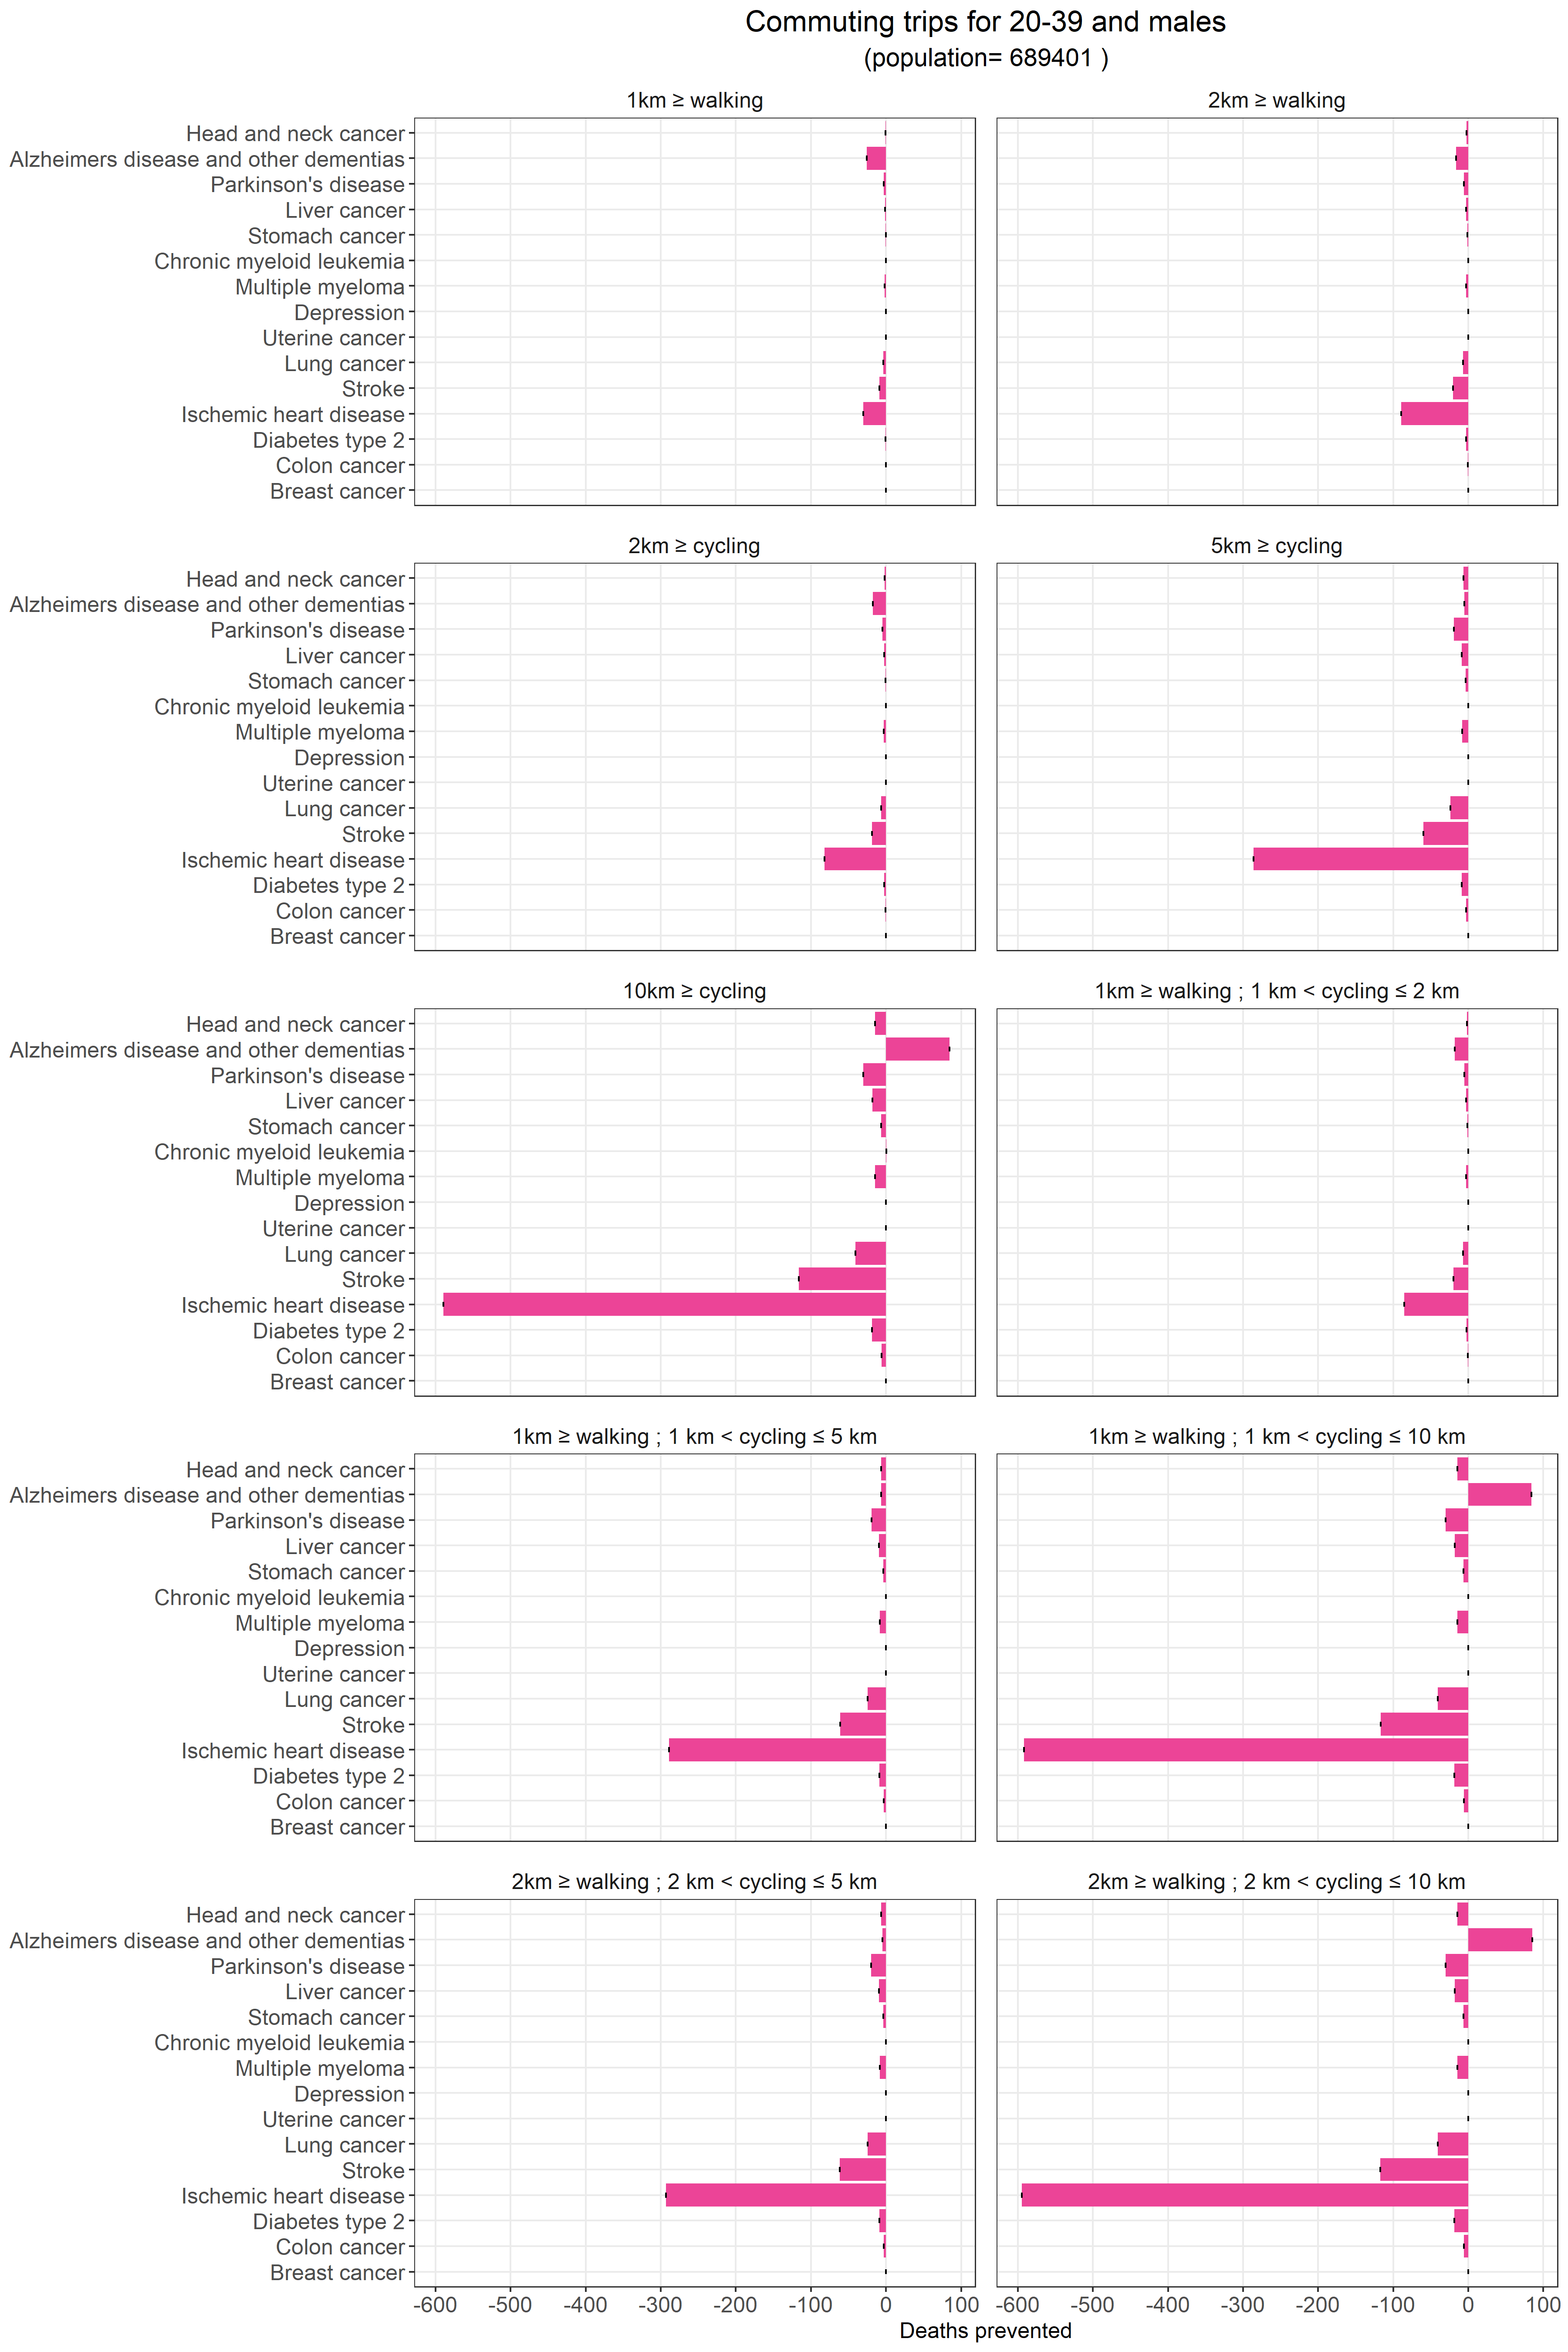 Commuting trips for 20-39 and males
(population= 689401 )
1km ≥ walking
2km ≥ walking
Head and neck cancer
Alzheimers disease and other dementias
Parkinson's disease
Liver cancer
Stomach cancer
Chronic myeloid leukemia
Multiple myeloma
Depression
Uterine cancer
Lung cancer
Stroke
Ischemic heart disease
Diabetes type 2
Colon cancer
Breast cancer
2km ≥ cycling
5km ≥ cycling
Head and neck cancer
Alzheimers disease and other dementias
Parkinson's disease
Liver cancer
Stomach cancer
Chronic myeloid leukemia
Multiple myeloma
Depression
Uterine cancer
Lung cancer
Stroke
Ischemic heart disease
Diabetes type 2
Colon cancer
Breast cancer
10km ≥ cycling
1km ≥ walking ; 1 km < cycling ≤ 2 km
Head and neck cancer
Alzheimers disease and other dementias
Parkinson's disease
Liver cancer
Stomach cancer
Chronic myeloid leukemia
Multiple myeloma
Depression
Uterine cancer
Lung cancer
Stroke
Ischemic heart disease
Diabetes type 2
Colon cancer
Breast cancer
1km ≥ walking ; 1 km < cycling ≤ 5 km
1km ≥ walking ; 1 km < cycling ≤ 10 km
Head and neck cancer
Alzheimers disease and other dementias
Parkinson's disease
Liver cancer
Stomach cancer
Chronic myeloid leukemia
Multiple myeloma
Depression
Uterine cancer
Lung cancer
Stroke
Ischemic heart disease
Diabetes type 2
Colon cancer
Breast cancer
2km ≥ walking ; 2 km < cycling ≤ 5 km
2km ≥ walking ; 2 km < cycling ≤ 10 km
Head and neck cancer
Alzheimers disease and other dementias
Parkinson's disease
Liver cancer
Stomach cancer
Chronic myeloid leukemia
Multiple myeloma
Depression
Uterine cancer
Lung cancer
Stroke
Ischemic heart disease
Diabetes type 2
Colon cancer
Breast cancer
-600 -500 -400 -300 -200 -100 0 100
-600 -500 -400 -300 -200 -100 0 100
Deaths prevented